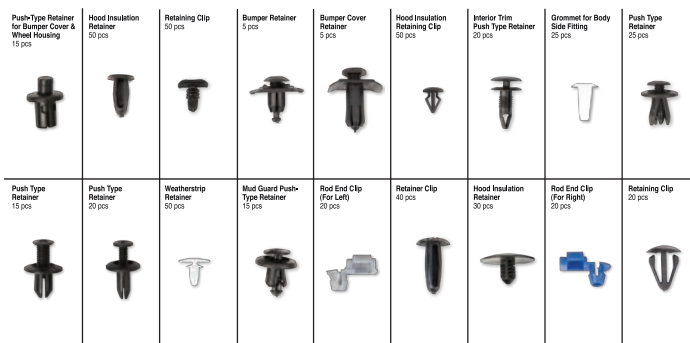 Push-Type Retainer
for Bumper Cover &
Wheel Housing
15 pcs
Hood Insulation
Retainer
50 pcs
Retaining Clip
50 pcs
Bumper Retainer
5 pcs
Bumper Cover
Retainer
5 pcs
Hood Insulation
Retaining Clip
50 pcs
Interior Trim
Push Type Retainer
20 pcs
Grommet for Body
Side Fitting
25 pcs
Push Type
Retainer
25 pcs
Push Type
Retainer
15 pcs
Push Type
Retainer
20 pcs
Weatherstrip
Retainer
50 pcs
Mud Guard Push-
Type Retainer
15 pcs
Rod End Clip
(For Left)
20 pcs
Retainer Clip
40 pcs
Hood Insulation
Retainer
30 pcs
Rod End Clip
(For Right)
20 pcs
Retaining Clip
20 pcs